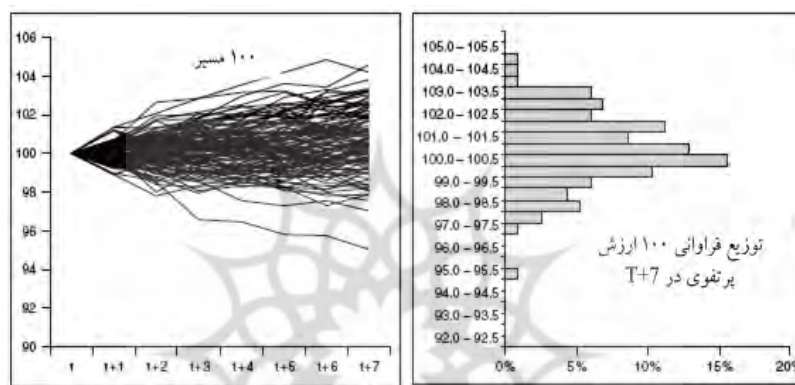 106
104
102
100
98
96
94
92
90
۱۰۰ مسیر
t
t+1
t+2
t+3
t+4
t+5
t+6
t+7
105.0 – 105.5
104.0 – 104.5
103.0 – 103.5
102.0 – 102.5
101.0 – 101.5
100.0 – 100.5
99.0 – 99.5
98.0 – 98.5
97.0 – 97.5
96.0 – 96.5
95.0 – 95.5
94.0 – 94.5
93.0 – 93.5
92.0 – 92.5
توزیع فراوانی ۱۰۰ ارزش
پرتفوی در T+7
0%
5%
10%
15%
20%